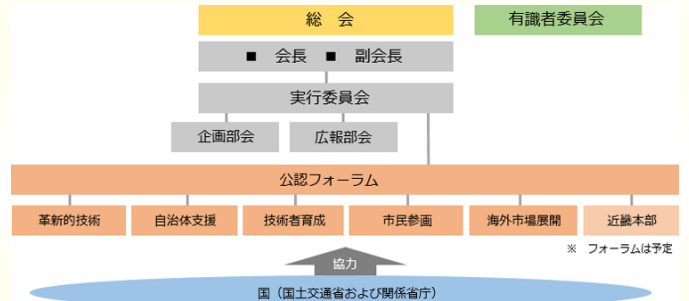 総　会
有識者委員会
■　会長　■　副会長
実行委員会
企画部会
広報部会
公認フォーラム
革新的技術
自治体支援
技術者育成
市民参画
海外市場展開
近畿本部
※　フォーラムは予定
協力
国（国土交通省および関係省庁）